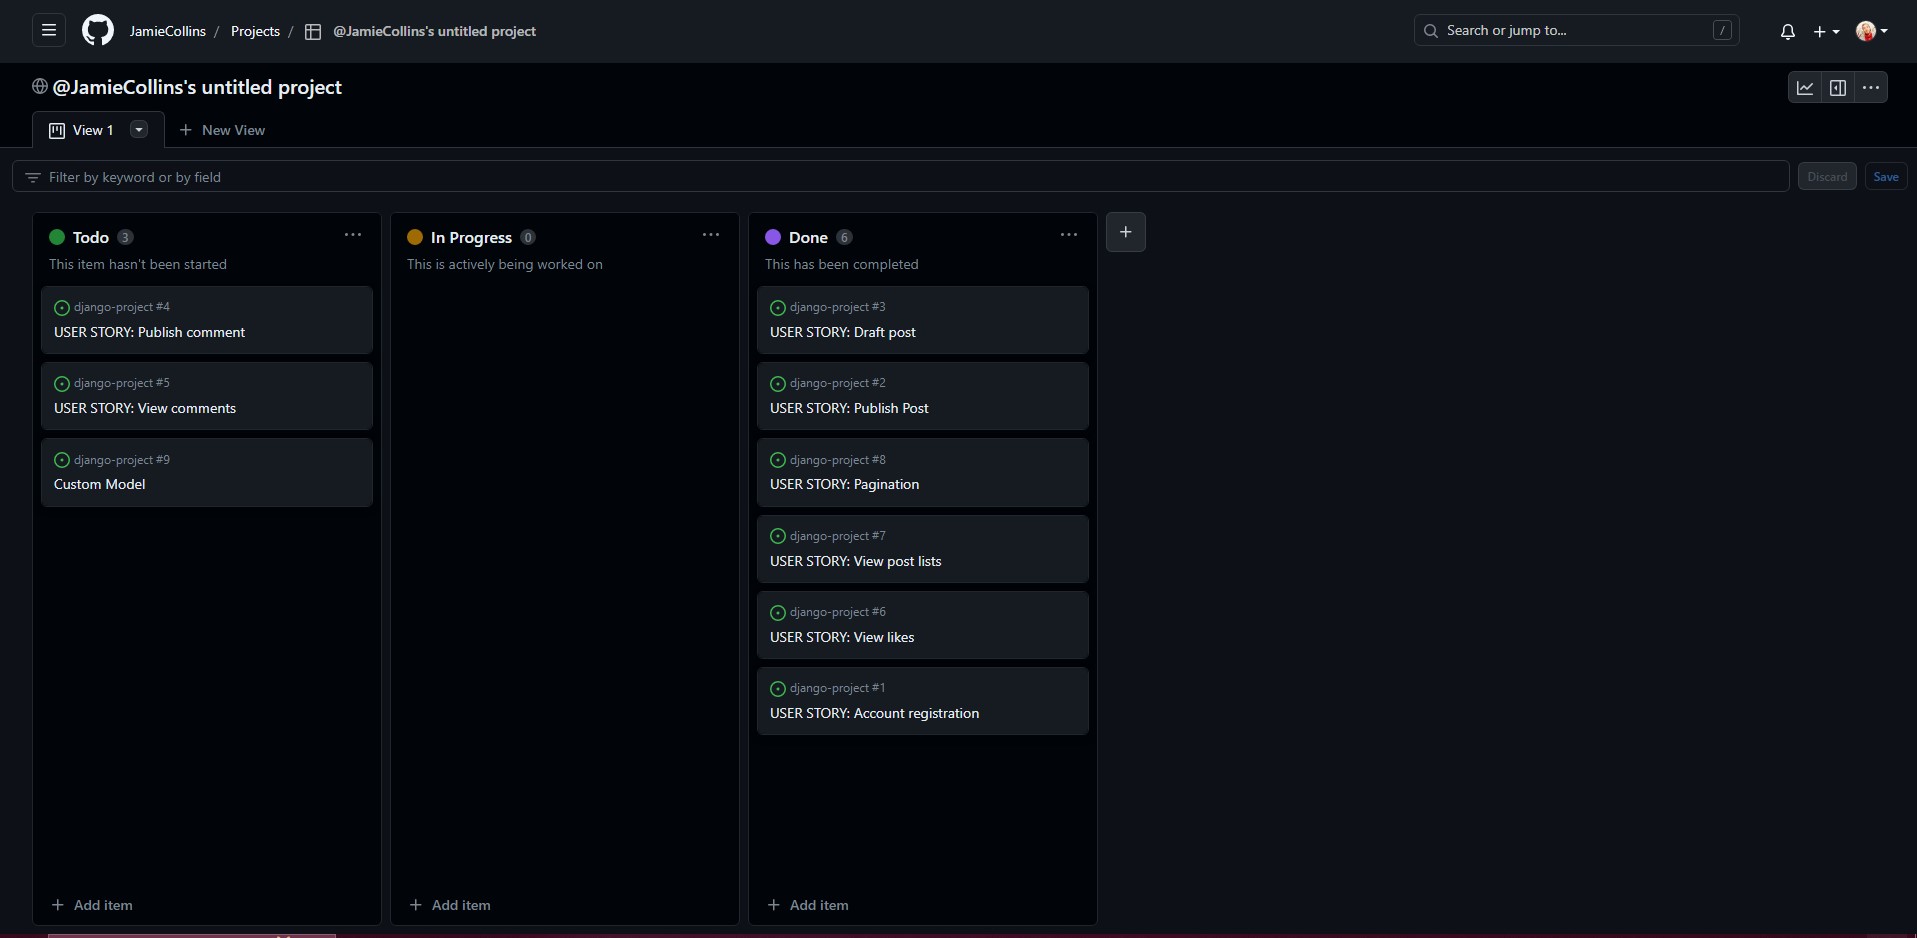 JamieCollins / Projects / @JamieCollins's untitled project
Search or jump to... /
@JamieCollins's untitled project
View 1
New View
Filter by keyword or by field
Discard
Save
Todo 3
This item hasn't been started
django-project #4
USER STORY: Publish comment
django-project #5
USER STORY: View comments
django-project #9
Custom Model
Add item
In Progress 0
This is actively being worked on
Add item
Done 6
This has been completed
django-project #3
USER STORY: Draft post
django-project #2
USER STORY: Publish Post
django-project #8
USER STORY: Pagination
django-project #7
USER STORY: View post lists
django-project #6
USER STORY: View likes
django-project #1
USER STORY: Account registration
Add item